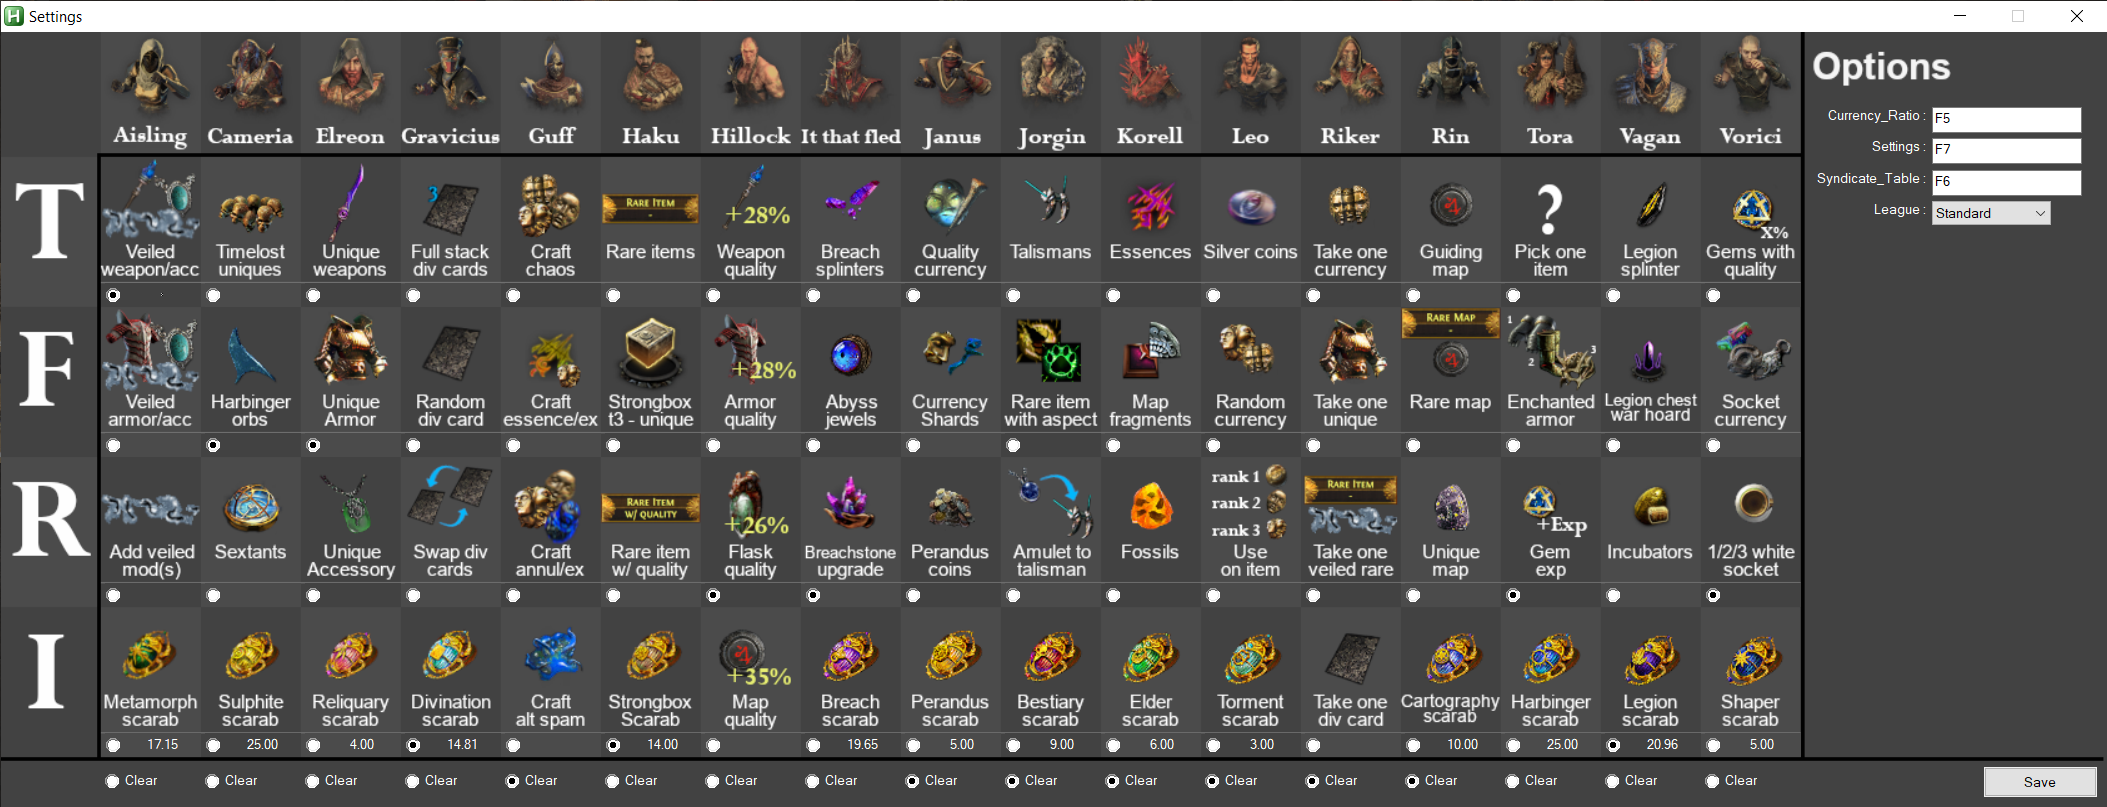 Settings
Options
Aisling Cameria Elreon Gravicius Guff Haku Hillock It that fled Janus Jorgin Korell Leo Riker Rin Tora Vagan Vorici
Currency_Ratio : F5
Settings : F7
Syndicate_Table : F6
League : Standard
T
3 RARE ITEM - +28% ? X%
Veiled Timelost Unique Full stack Craft Rare items Weapon Breach Quality Talismans Essences Silver coins Take one Guiding Pick one Legion Gems with
weapon/acc uniques weapons div cards chaos quality splinters currency currency map item splinter quality
F
+28% RARE MAP - 1 2 3
Veiled Harbinger Unique Random Craft Strongbox Armor Abyss Currency Rare item Map Random Take one Rare map Enchanted Legion chest Socket
armor/acc orbs Armor div card essence/ex t3 - unique quality jewels Shards with aspect fragments currency unique armor war hoard currency
R
RARE ITEM W/ QUALITY +26% rank 1 rank 2 rank 3 RARE ITEM - +Exp
Add veiled Sextants Unique Swap div Craft Rare item Flask Breachstone Perandus Amulet to Fossils Use Take one Unique Gem Incubators 1/2/3 white
mod(s) Accessory cards annul/ex w/ quality quality upgrade coins talisman on item veiled rare map exp socket
I
+35%
Metamorph Sulphite Reliquary Divination Craft Strongbox Map Breach Perandus Bestiary Elder Torment Take one Cartography Harbinger Legion Shaper
scarab scarab scarab scarab alt spam Scarab quality scarab scarab scarab scarab scarab div card scarab scarab scarab scarab
17.15 25.00 4.00 14.81 14.00 19.65 5.00 9.00 6.00 3.00 10.00 25.00 20.96 5.00
Clear Clear Clear Clear Clear Clear Clear Clear Clear Clear Clear Clear Clear Clear Clear Clear Clear
Save